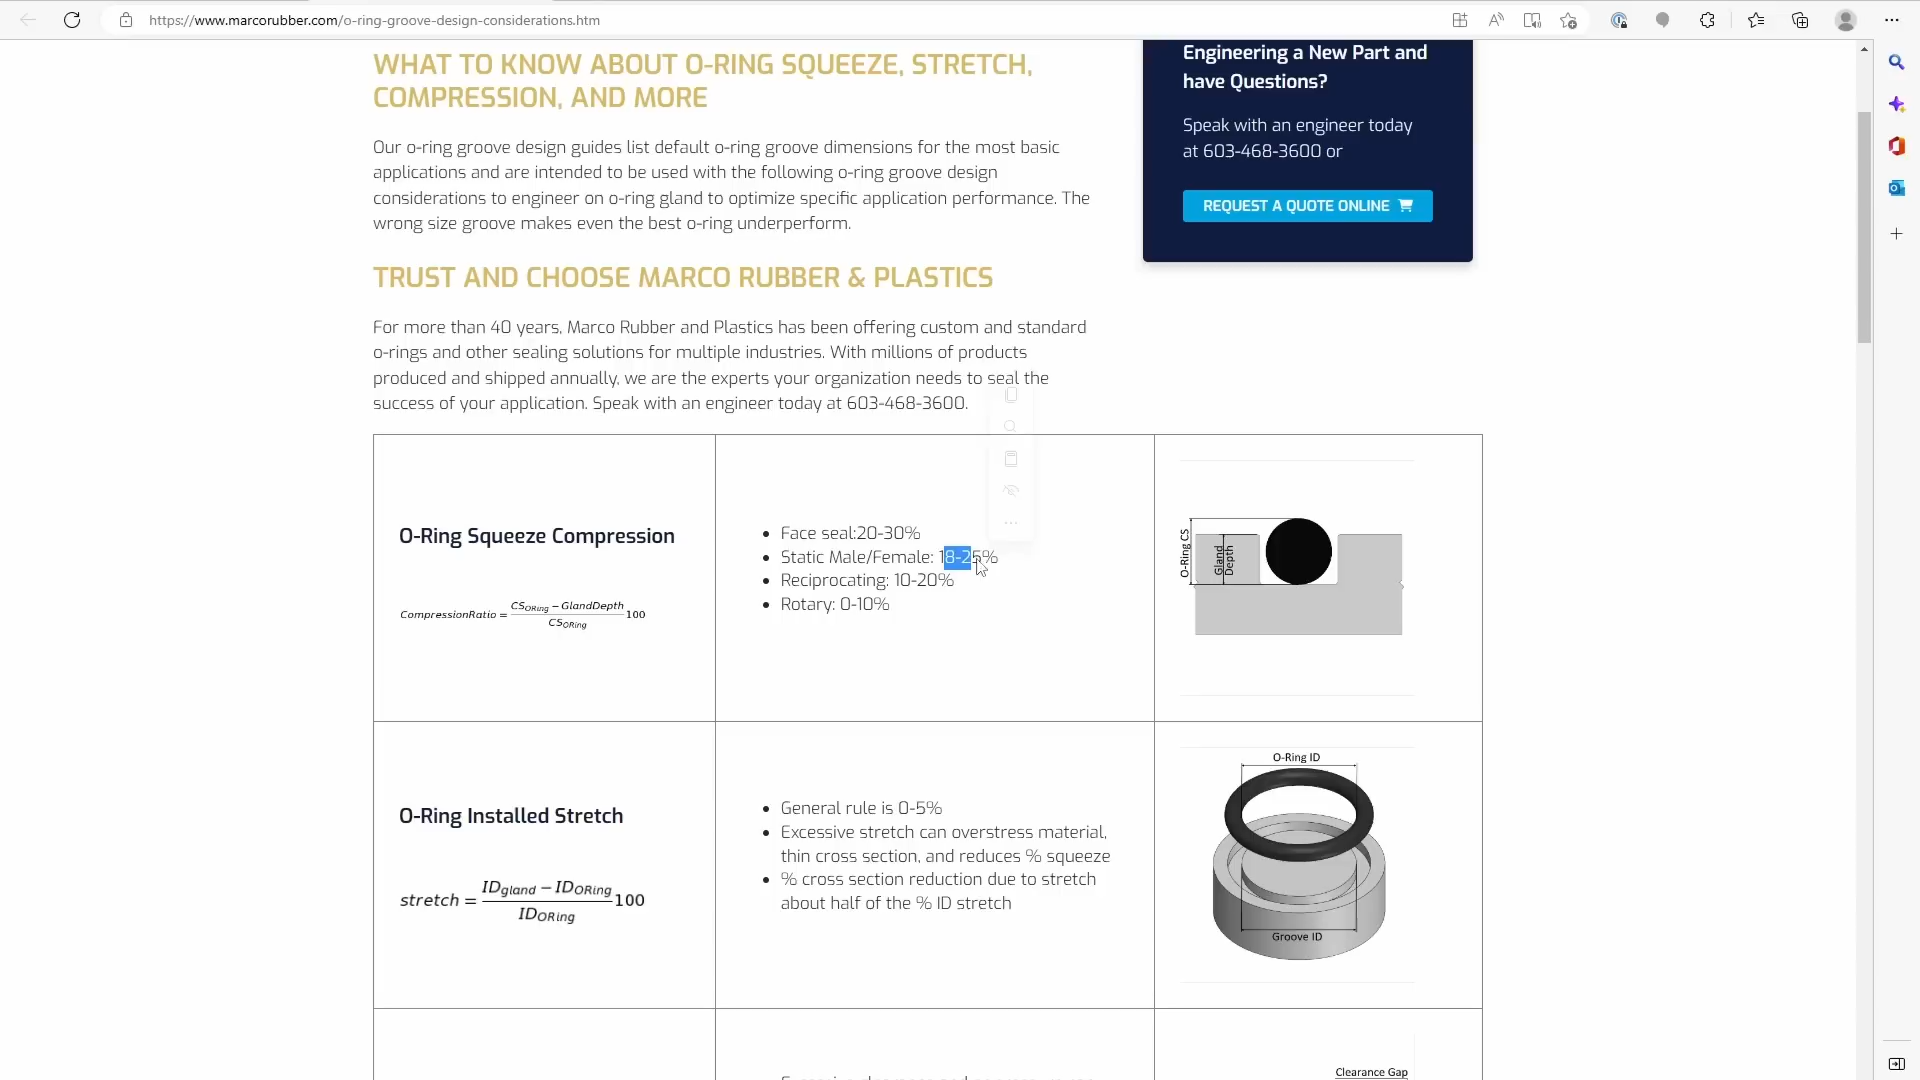 https://www.marcorubber.com/o-ring-groove-design-considerations.htm
WHAT TO KNOW ABOUT O-RING SQUEEZE, STRETCH,
COMPRESSION, AND MORE
Our o-ring groove design guides list default o-ring groove dimensions for the most basic
applications and are intended to be used with the following o-ring groove design
considerations to engineer on o-ring gland to optimize specific application performance. The
wrong size groove makes even the best o-ring underperform.
Engineering a New Part and
have Questions?
Speak with an engineer today
at 603-468-3600 or
REQUEST A QUOTE ONLINE
TRUST AND CHOOSE MARCO RUBBER & PLASTICS
For more than 40 years, Marco Rubber and Plastics has been offering custom and standard
o-rings and other sealing solutions for multiple industries. With millions of products
produced and shipped annually, we are the experts your organization needs to seal the
success of your application. Speak with an engineer today at 603-468-3600.
O-Ring Squeeze Compression
CompressionRatio = CS_ORing − GlandDepth / CS_ORing 100
• Face seal:20-30%
• Static Male/Female: 18-25%
• Reciprocating: 10-20%
• Rotary: 0-10%
O-Ring CS
Gland
Depth
O-Ring Installed Stretch
stretch = ID_gland − ID_ORing / ID_ORing 100
• General rule is 0-5%
• Excessive stretch can overstress material,
thin cross section, and reduces % squeeze
• % cross section reduction due to stretch
about half of the % ID stretch
O-Ring ID
Groove ID
Clearance Gap